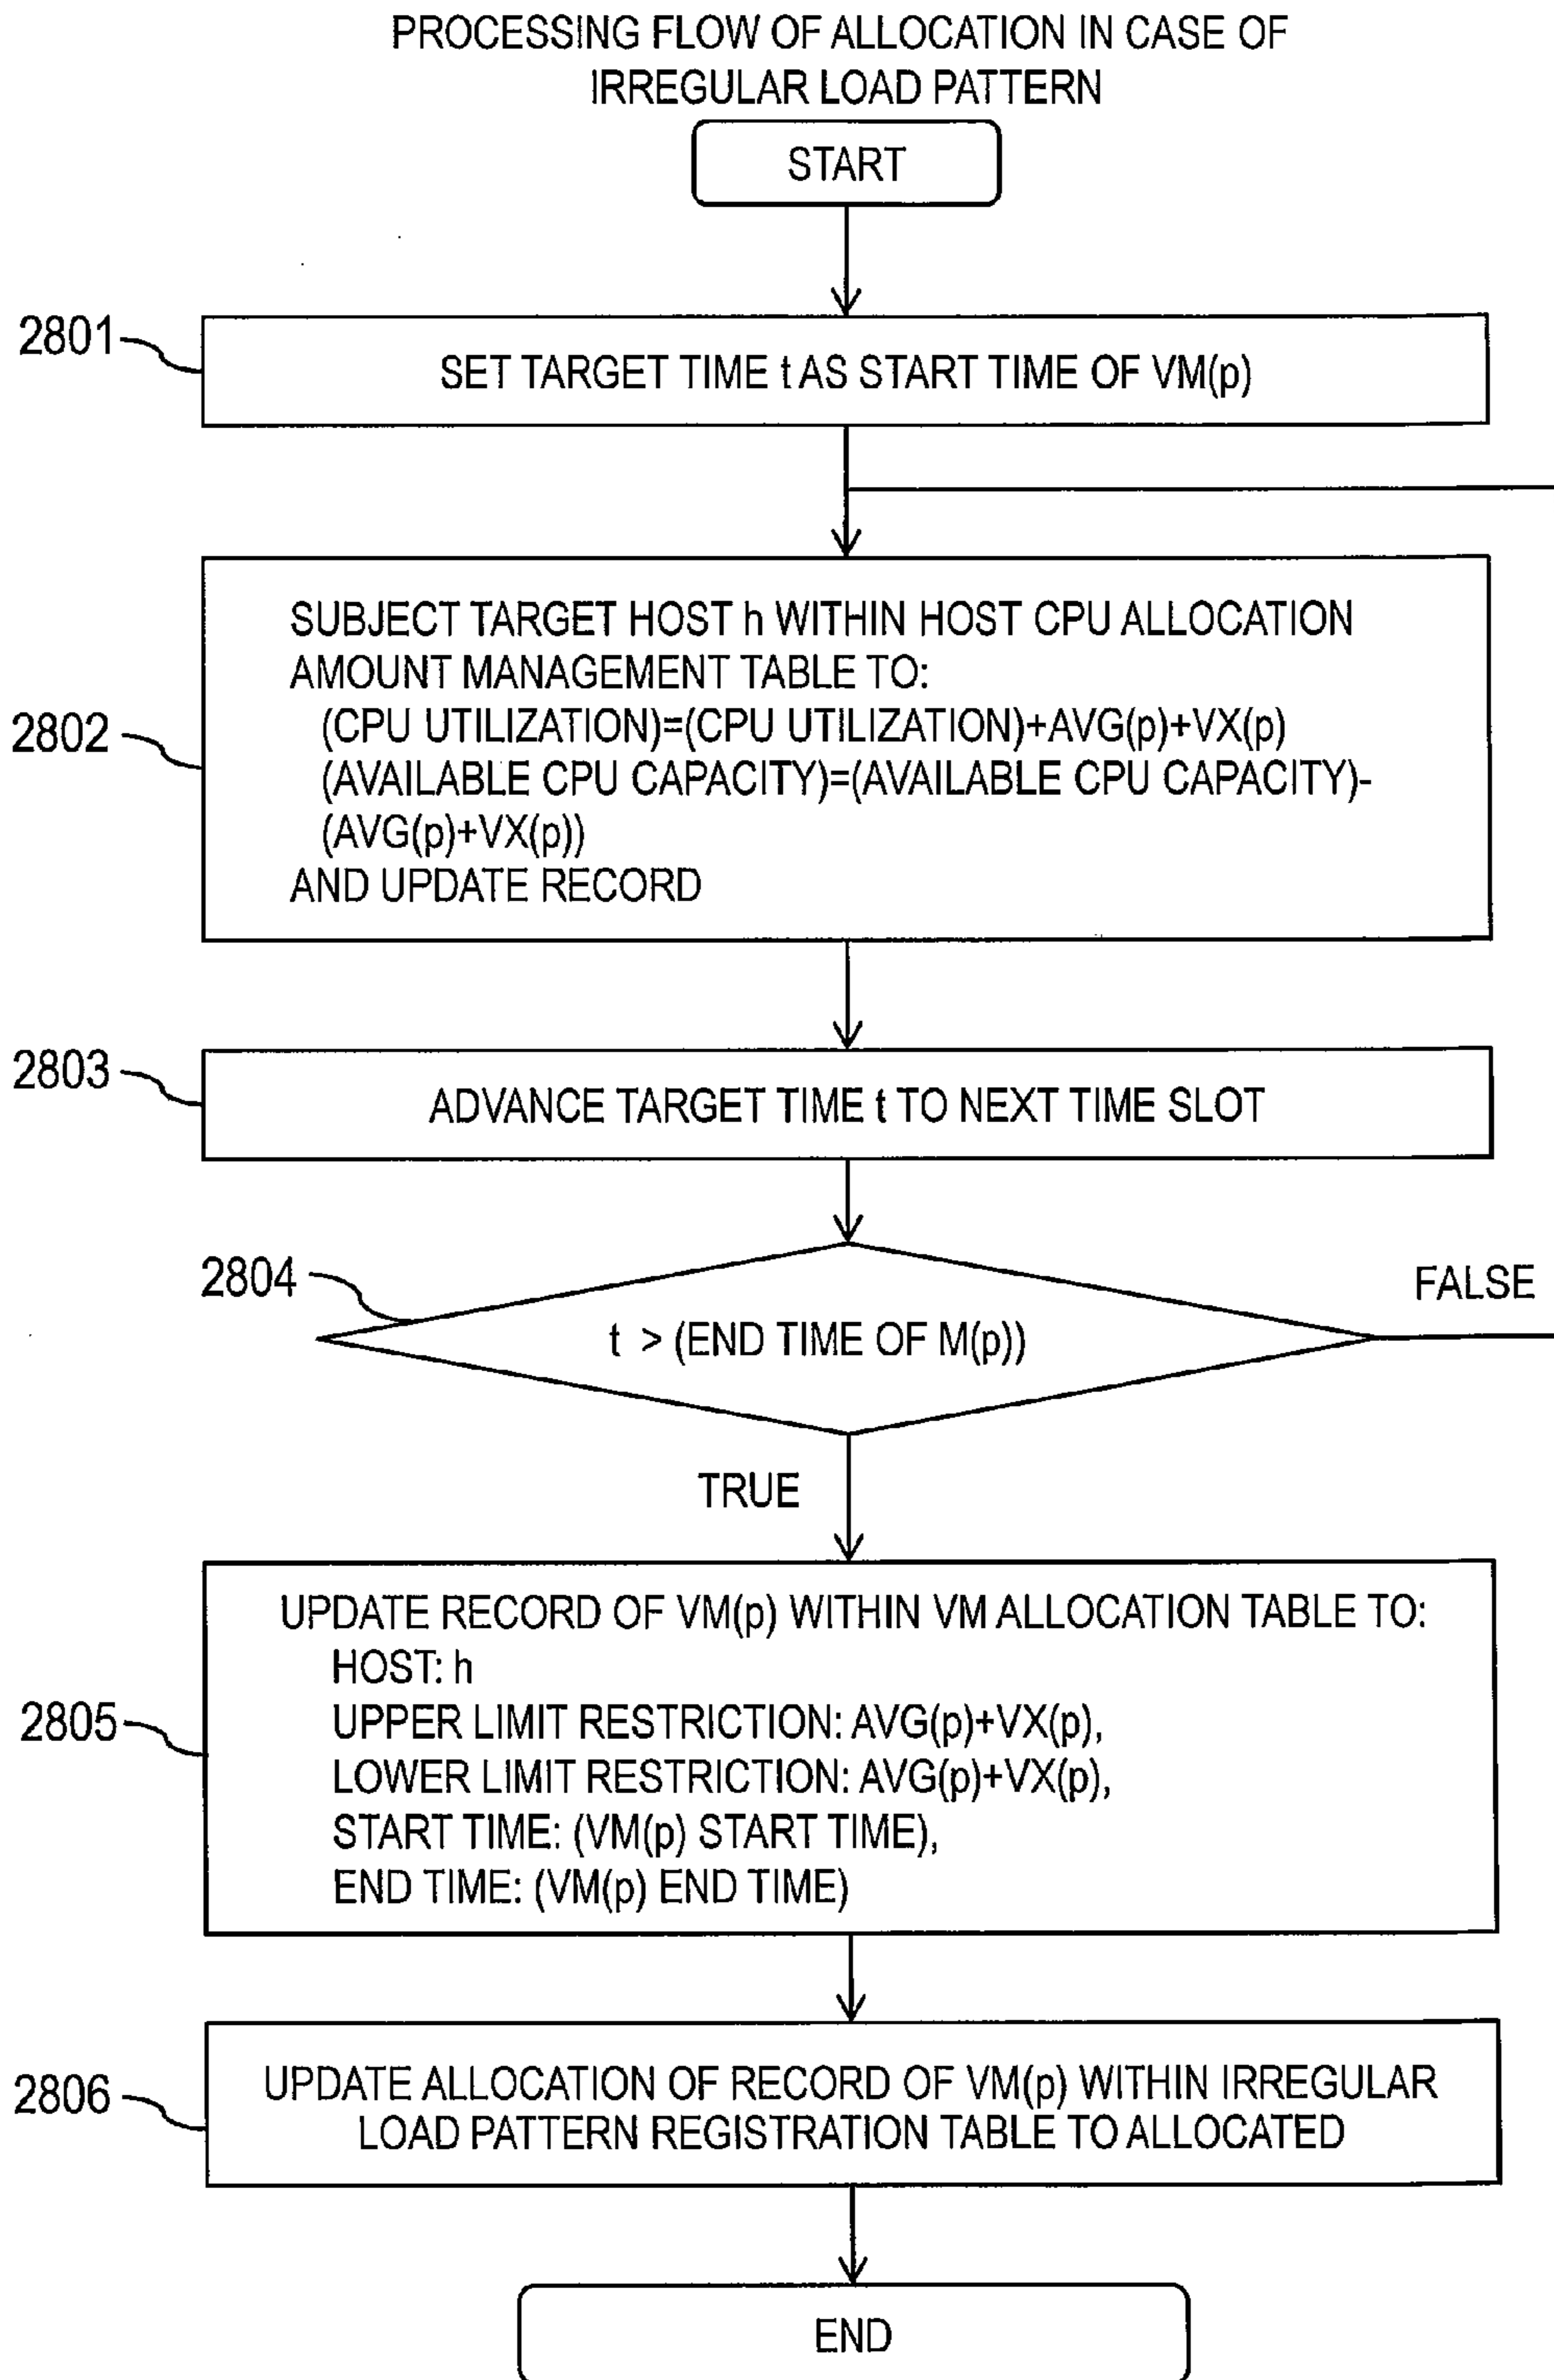 PROCESSING FLOW OF ALLOCATION IN CASE OF
IRREGULAR LOAD PATTERN
START
2801
SET TARGET TIME t AS START TIME OF VM(p)
2802
SUBJECT TARGET HOST h WITHIN HOST CPU ALLOCATION
AMOUNT MANAGEMENT TABLE TO:
(CPU UTILIZATION)=(CPU UTILIZATION)+AVG(p)+VX(p)
(AVAILABLE CPU CAPACITY)=(AVAILABLE CPU CAPACITY)-
(AVG(p)+VX(p))
AND UPDATE RECORD
2803
ADVANCE TARGET TIME t TO NEXT TIME SLOT
2804
FALSE
t > (END TIME OF M(p))
TRUE
2805
UPDATE RECORD OF VM(p) WITHIN VM ALLOCATION TABLE TO:
HOST: h
UPPER LIMIT RESTRICTION: AVG(p)+VX(p),
LOWER LIMIT RESTRICTION: AVG(p)+VX(p),
START TIME: (VM(p) START TIME),
END TIME: (VM(p) END TIME)
2806
UPDATE ALLOCATION OF RECORD OF VM(p) WITHIN IRREGULAR
LOAD PATTERN REGISTRATION TABLE TO ALLOCATED
END